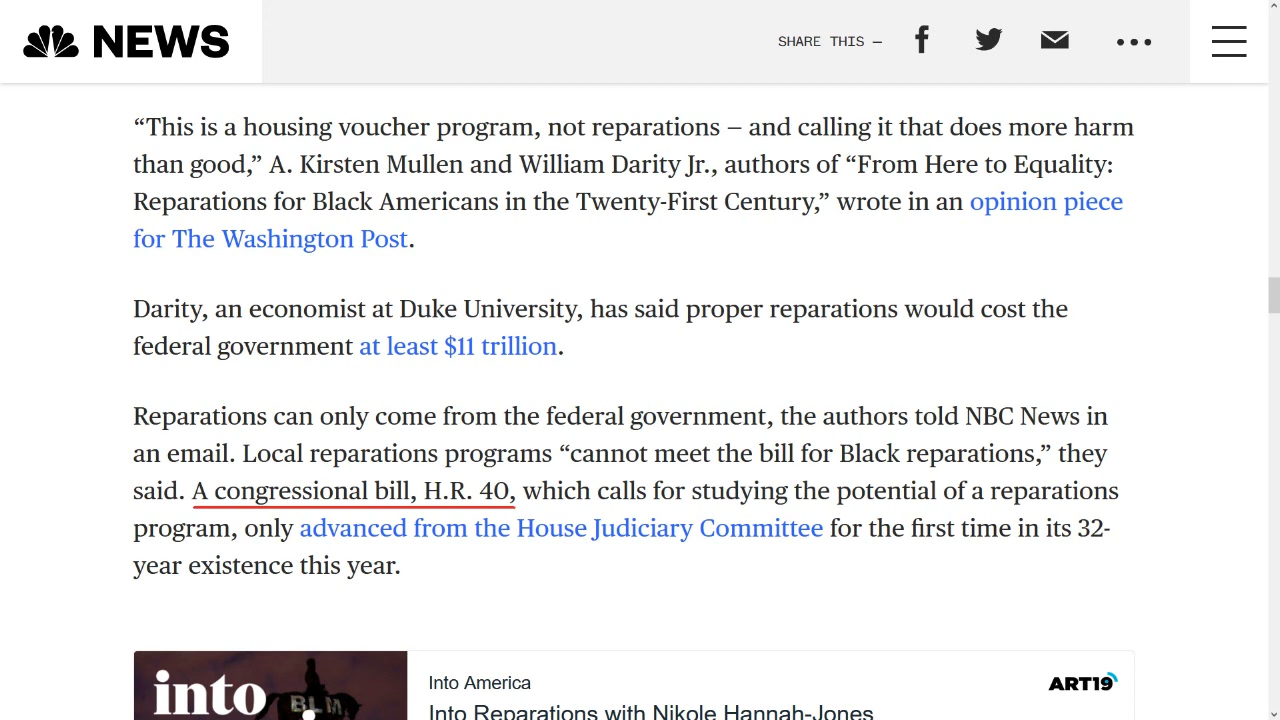 NEWS
SHARE THIS —
“This is a housing voucher program, not reparations — and calling it that does more harm
than good,” A. Kirsten Mullen and William Darity Jr., authors of “From Here to Equality:
Reparations for Black Americans in the Twenty-First Century,” wrote in an opinion piece
for The Washington Post.
Darity, an economist at Duke University, has said proper reparations would cost the
federal government at least $11 trillion.
Reparations can only come from the federal government, the authors told NBC News in
an email. Local reparations programs “cannot meet the bill for Black reparations,” they
said. A congressional bill, H.R. 40, which calls for studying the potential of a reparations
program, only advanced from the House Judiciary Committee for the first time in its 32-
year existence this year.
into
BLM
Into America
ART19
Into Reparations with Nikole Hannah-Jones